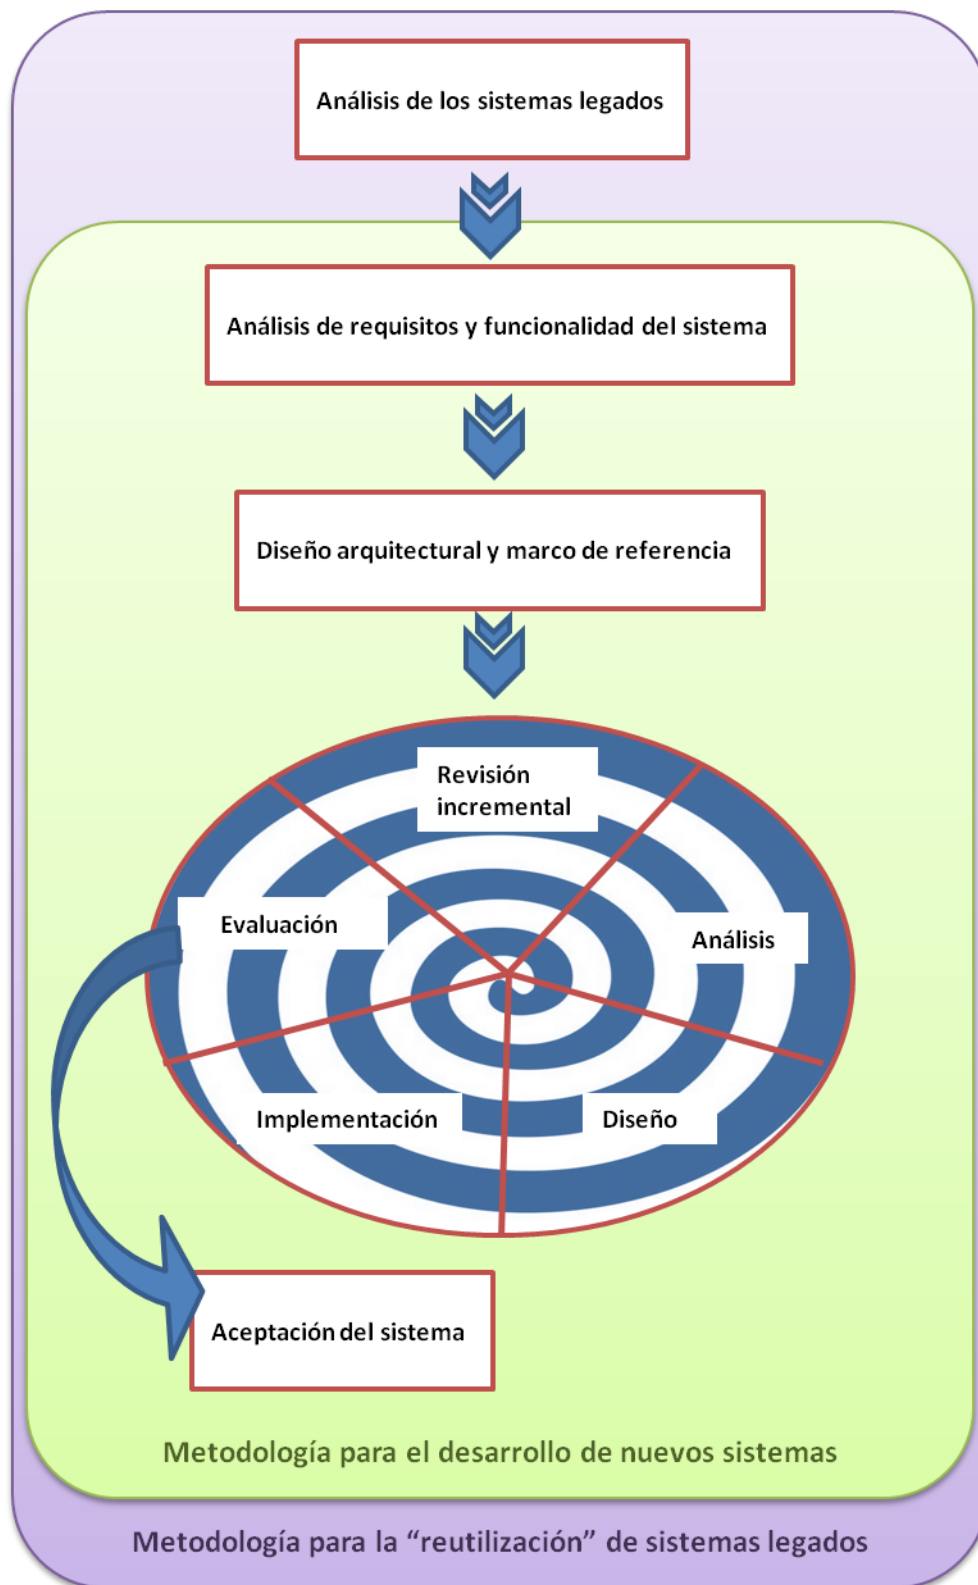 Análisis de los sistemas legados
Análisis de requisitos y funcionalidad del sistema
Diseño arquitectural y marco de referencia
Revisión
incremental
Evaluación
Análisis
Implementación
Diseño
Aceptación del sistema
Metodología para el desarrollo de nuevos sistemas
Metodología para la “reutilización” de sistemas legados